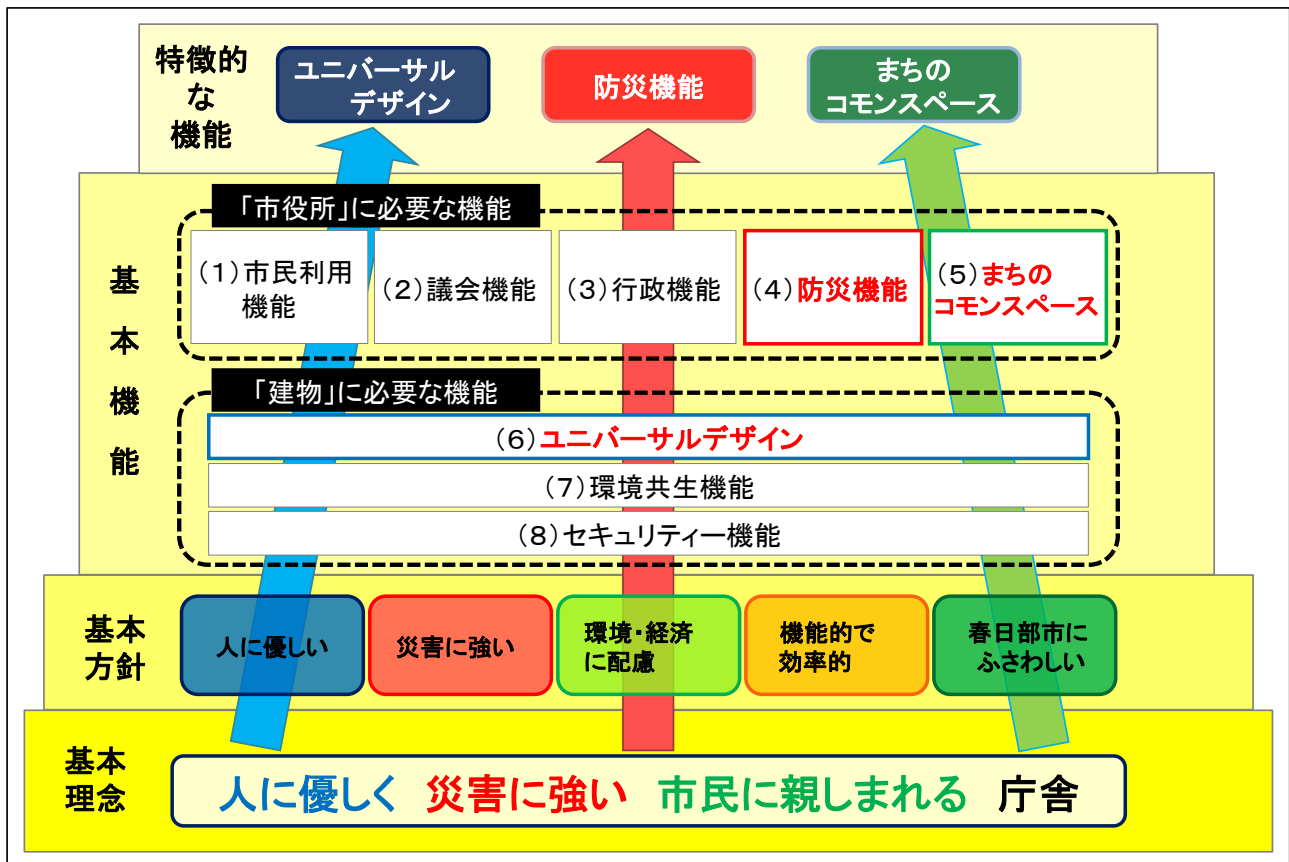 特徴的
な
機能
ユニバーサル
デザイン
防災機能
まちの
コモンスペース
基本機能
「市役所」に必要な機能
(1)市民利用
機能
(2)議会機能
(3)行政機能
(4)防災機能
(5)まちの
コモンスペース
「建物」に必要な機能
(6)ユニバーサルデザイン
(7)環境共生機能
(8)セキュリティー機能
基本
方針
人に優しい
災害に強い
環境・経済
に配慮
機能的で
効率的
春日部市に
ふさわしい
基本
理念
人に優しく 災害に強い 市民に親しまれる 庁舎